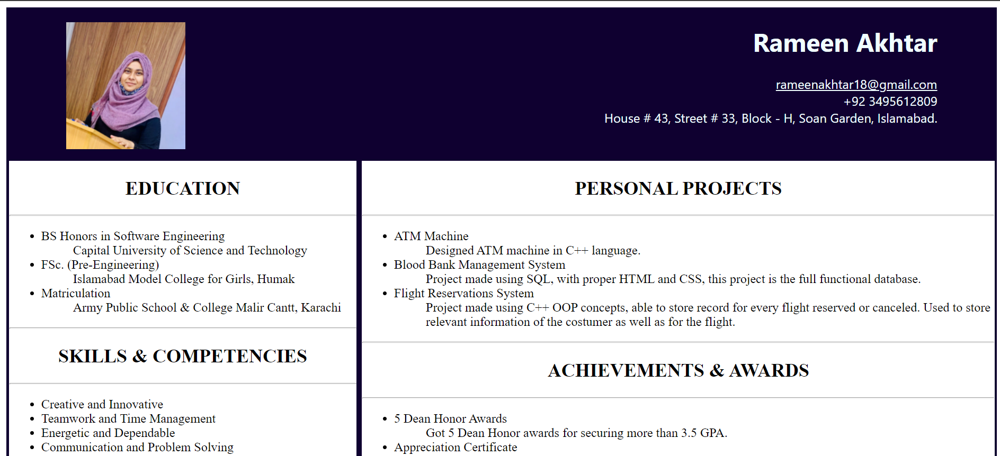 Rameen Akhtar
rameenakhtar18@gmail.com
+92 3495612809
House # 43, Street # 33, Block - H, Soan Garden, Islamabad.
EDUCATION
• BS Honors in Software Engineering
Capital University of Science and Technology
• FSc. (Pre-Engineering)
Islamabad Model College for Girls, Humak
• Matriculation
Army Public School & College Malir Cantt, Karachi
SKILLS & COMPETENCIES
• Creative and Innovative
• Teamwork and Time Management
• Energetic and Dependable
• Communication and Problem Solving
PERSONAL PROJECTS
• ATM Machine
Designed ATM machine in C++ language.
• Blood Bank Management System
Project made using SQL, with proper HTML and CSS, this project is the full functional database.
• Flight Reservations System
Project made using C++ OOP concepts, able to store record for every flight reserved or canceled. Used to store
relevant information of the costumer as well as for the flight.
ACHIEVEMENTS & AWARDS
• 5 Dean Honor Awards
Got 5 Dean Honor awards for securing more than 3.5 GPA.
• Appreciation Certificate